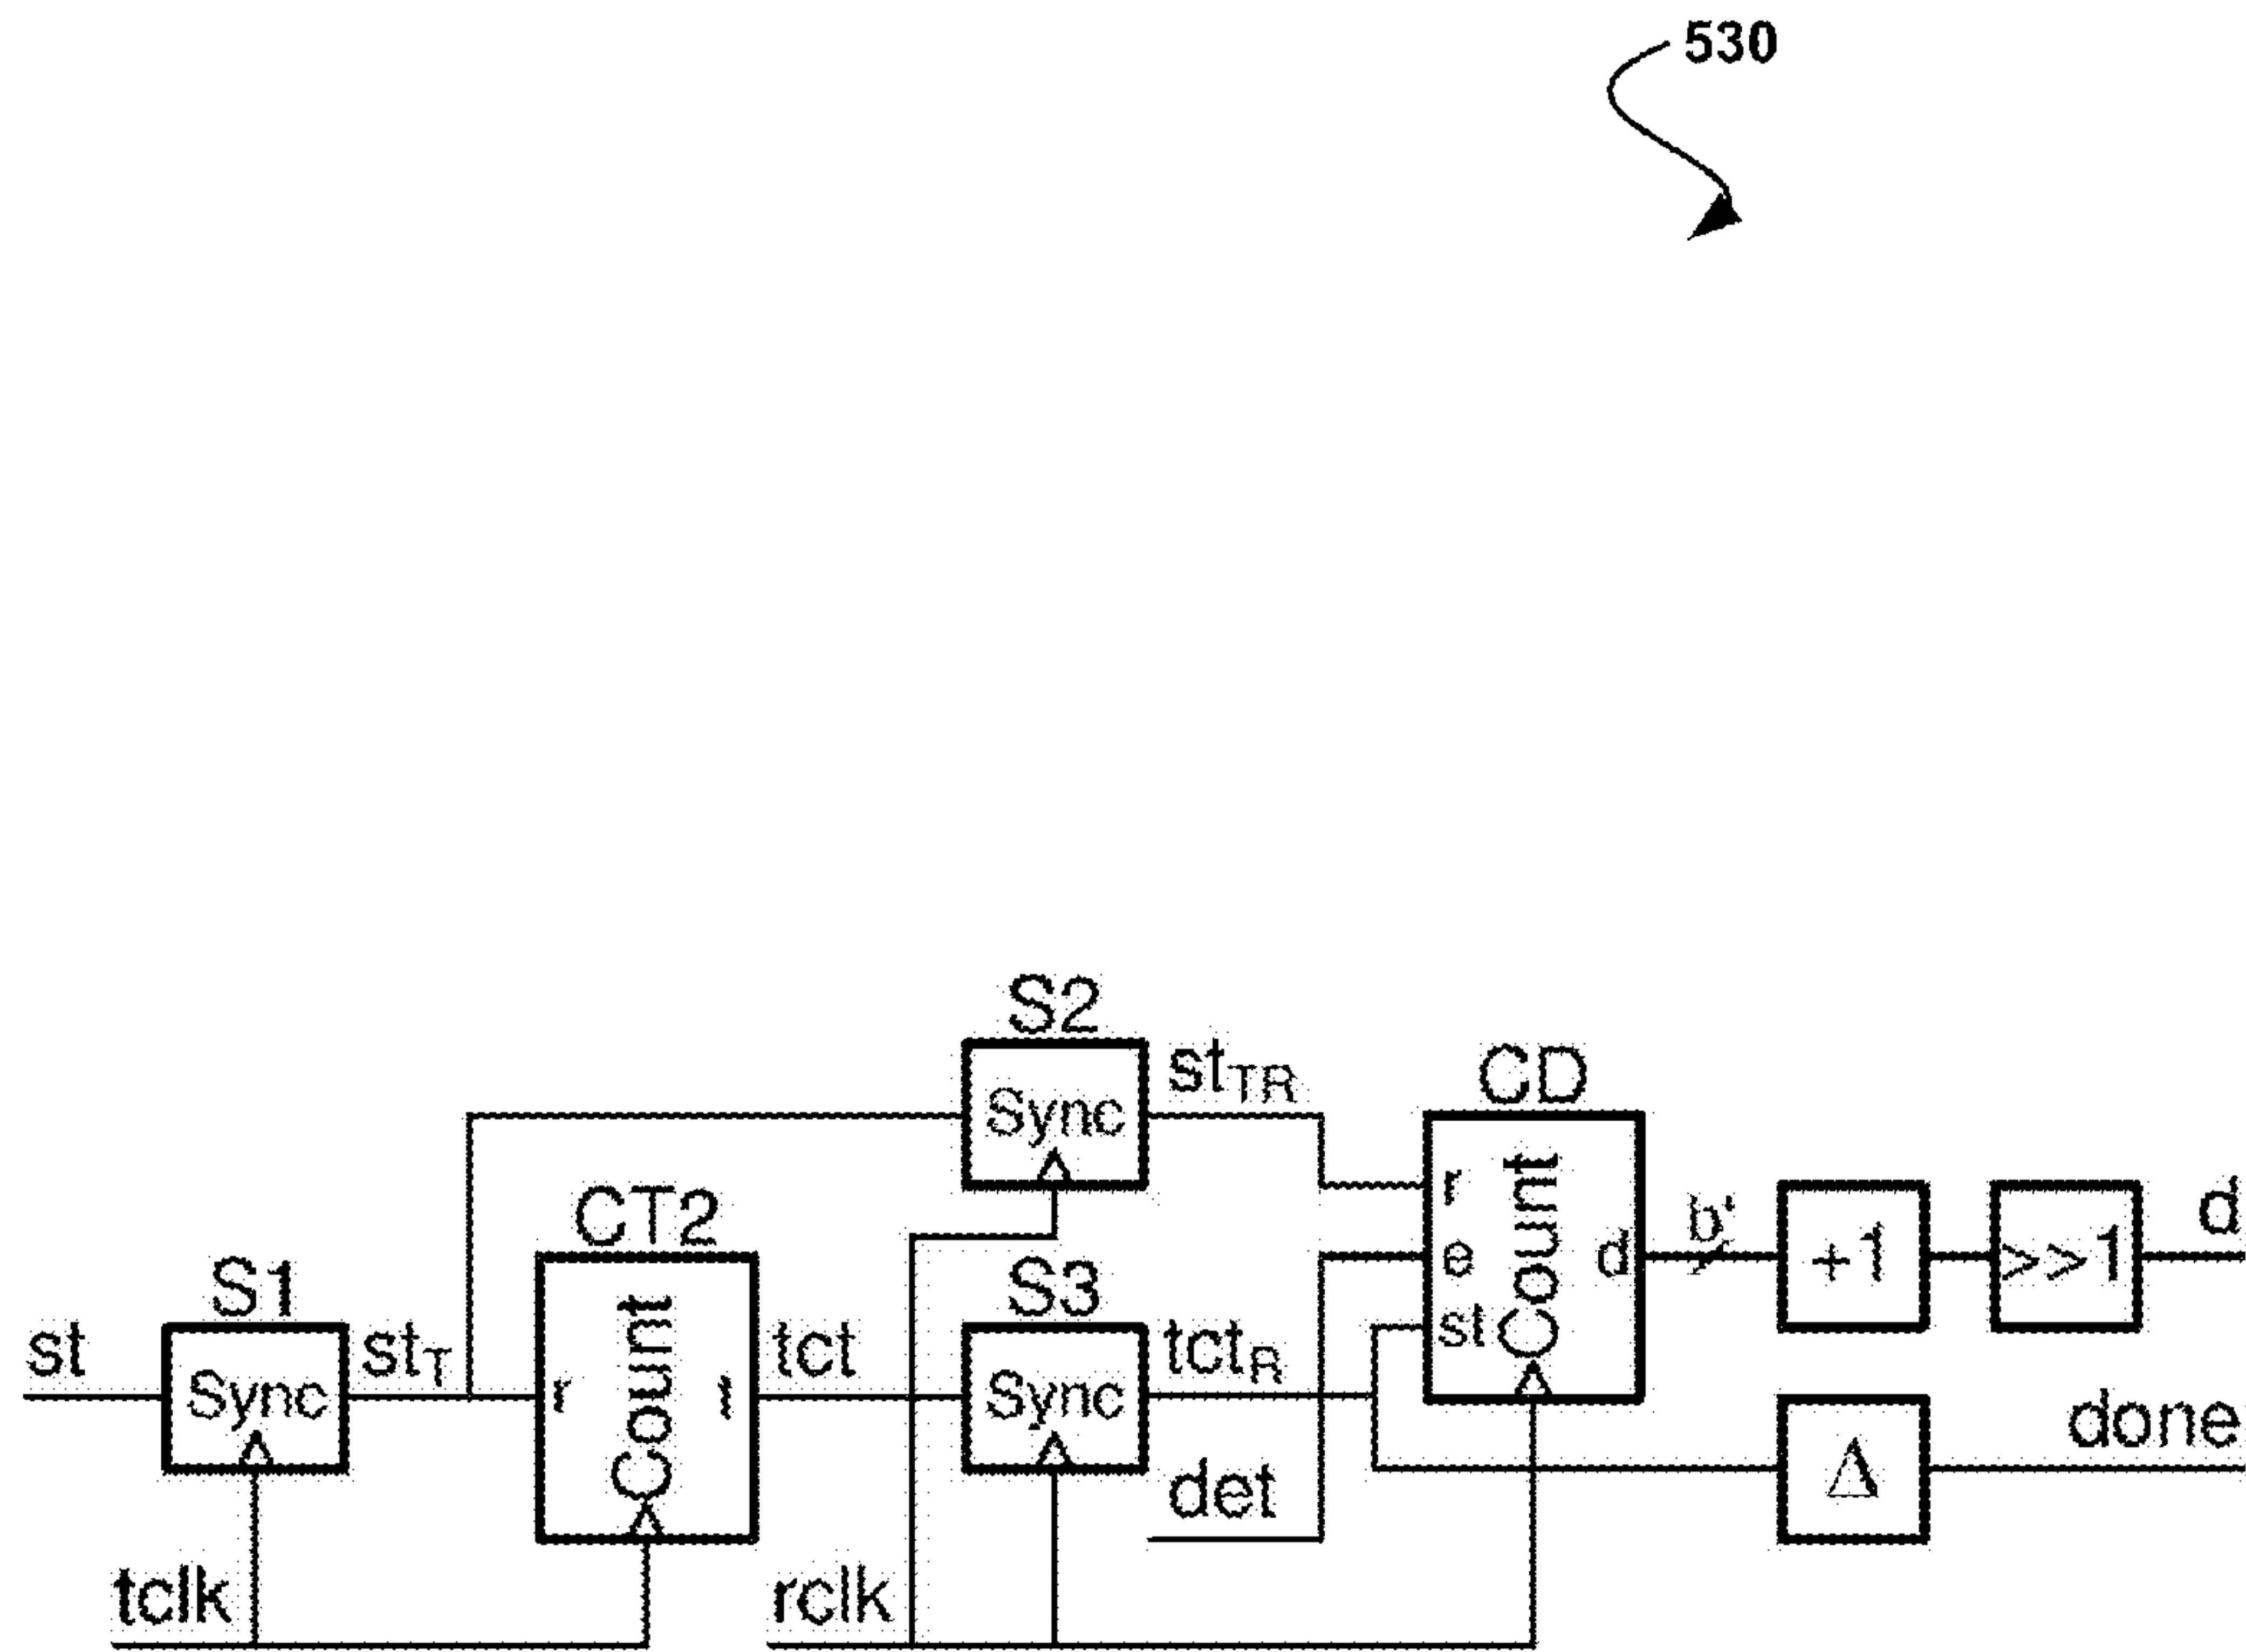 530
S2
st_TR
CD
Sync
r
Count
CT2
b'
d
e
d
+1
>>1
S1
S3
st
Count
st
st_T
tct
tct_R
Sync
r
t
Sync
done
det
Δ
tclk
rclk